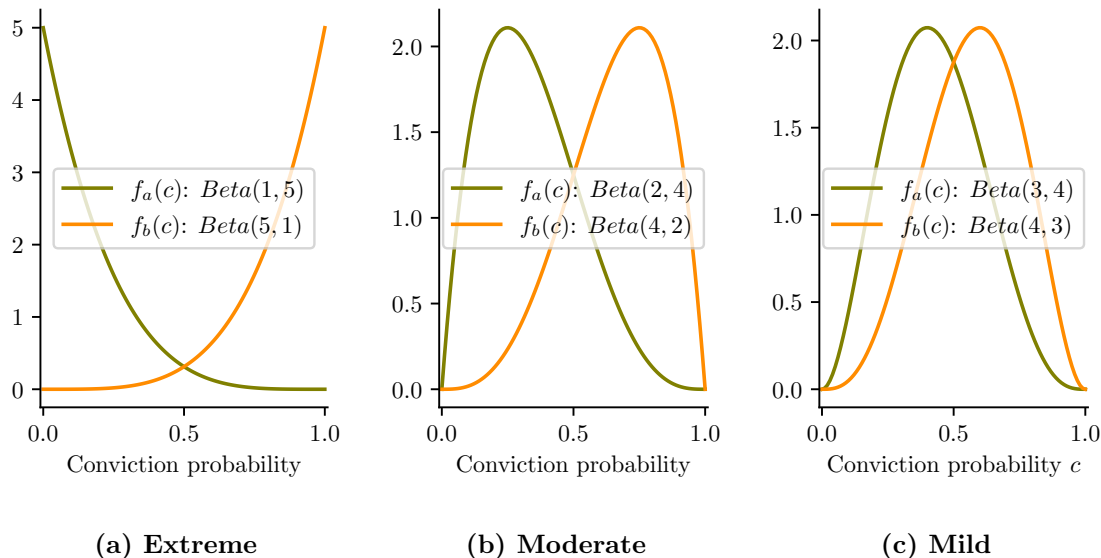 5
4
3
2
1
0
0.0 0.5 1.0
Conviction probability
f_a(c): Beta(1, 5)
f_b(c): Beta(5, 1)
(a) Extreme
2.0
1.5
1.0
0.5
0.0
0.0 0.5 1.0
Conviction probability
f_a(c): Beta(2, 4)
f_b(c): Beta(4, 2)
(b) Moderate
2.0
1.5
1.0
0.5
0.0
0.0 0.5 1.0
Conviction probability c
f_a(c): Beta(3, 4)
f_b(c): Beta(4, 3)
(c) Mild